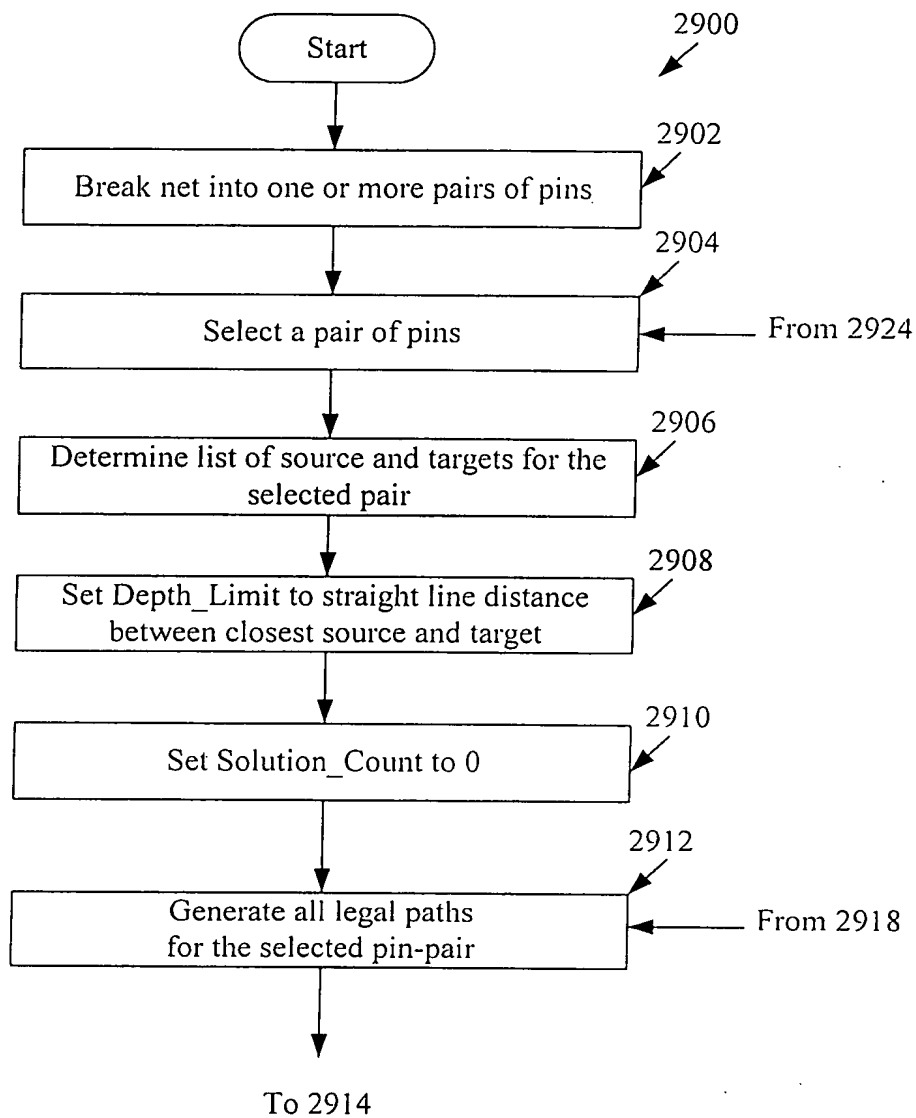 Start
2900
2902
Break net into one or more pairs of pins
2904
Select a pair of pins
From 2924
2906
Determine list of source and targets for the
selected pair
2908
Set Depth_Limit to straight line distance
between closest source and target
2910
Set Solution_Count to 0
2912
Generate all legal paths
for the selected pin-pair
From 2918
To 2914